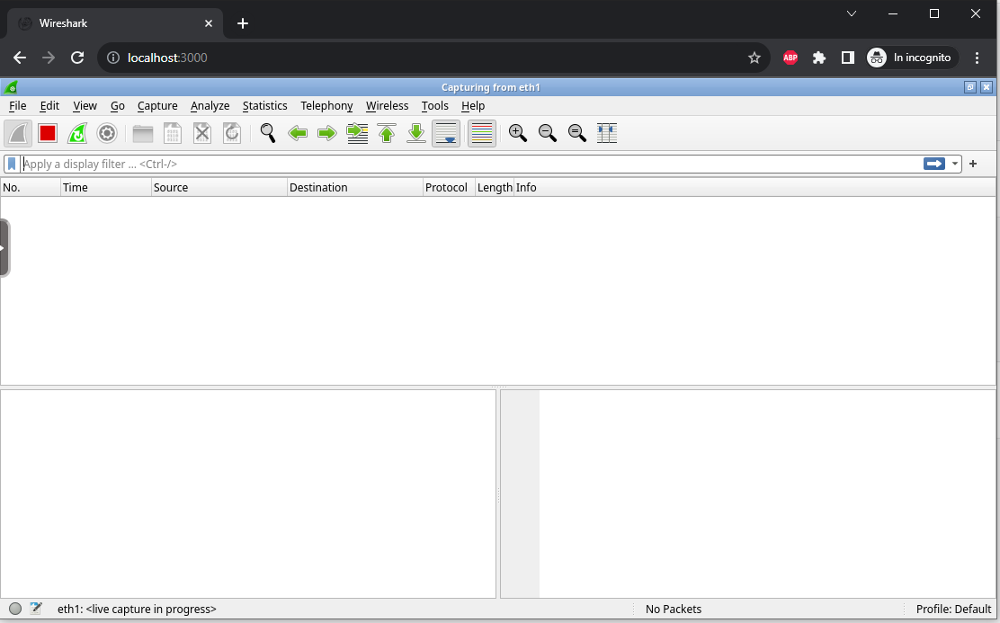 Wireshark
localhost:3000
ABP
In incognito
Capturing from eth1
File Edit View Go Capture Analyze Statistics Telephony Wireless Tools Help
Apply a display filter ... <Ctrl-/>
No. Time Source Destination Protocol Length Info
eth1: <live capture in progress> No Packets Profile: Default